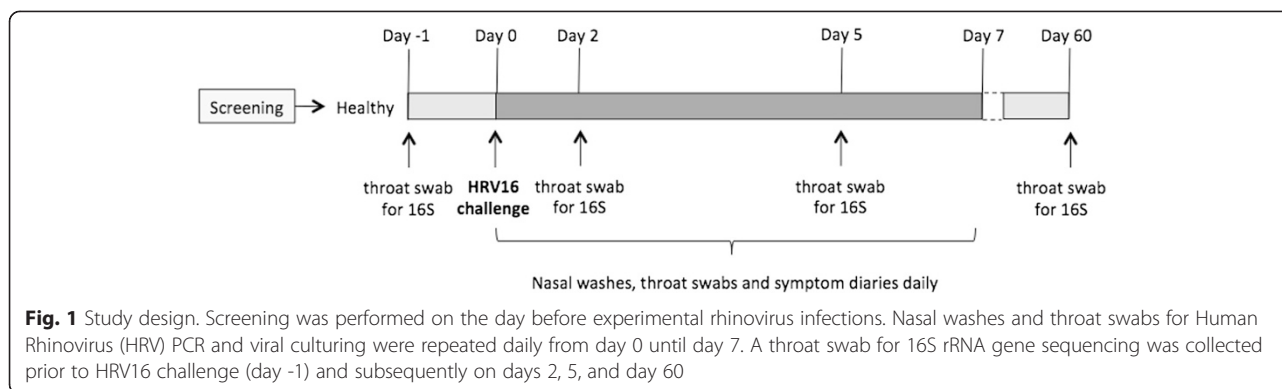 Day -1 Day 0 Day 2 Day 5 Day 7 Day 60
Screening Healthy
throat swab HRV16 throat swab throat swab throat swab
for 16S challenge for 16S for 16S for 16S
Nasal washes, throat swabs and symptom diaries daily
Fig. 1 Study design. Screening was performed on the day before experimental rhinovirus infections. Nasal washes and throat swabs for Human
Rhinovirus (HRV) PCR and viral culturing were repeated daily from day 0 until day 7. A throat swab for 16S rRNA gene sequencing was collected
prior to HRV16 challenge (day -1) and subsequently on days 2, 5, and day 60